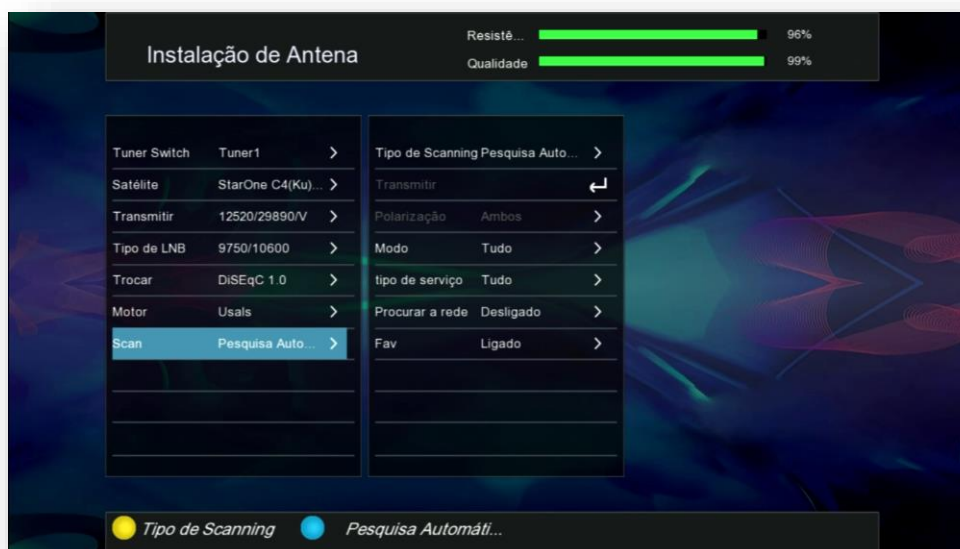 Instalação de Antena
Resistê... 96%
Qualidade 99%
Tuner Switch Tuner1
Satélite StarOne C4(Ku)...
Transmitir 12520/29890/V
Tipo de LNB 9750/10600
Trocar DiSEqC 1.0
Motor Usals
Scan Pesquisa Auto...
Tipo de Scanning Pesquisa Auto...
Transmitir
Polarização Ambos
Modo Tudo
tipo de serviço Tudo
Procurar a rede Desligado
Fav Ligado
Tipo de Scanning Pesquisa Automáti...